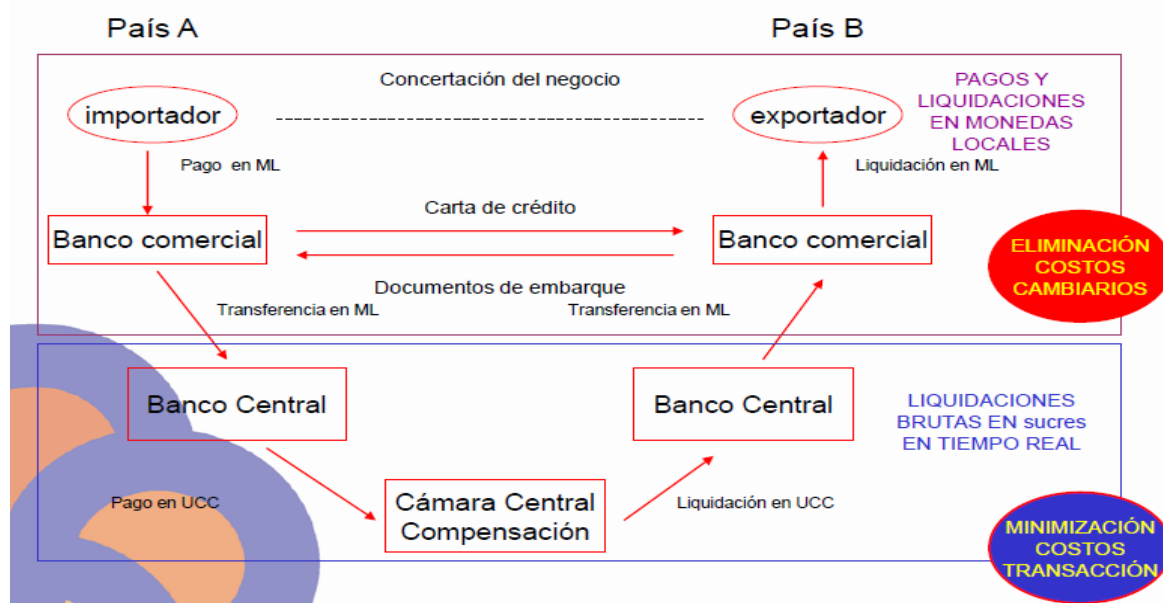 País A
País B
Concertación del negocio
importador
exportador
PAGOS Y
LIQUIDACIONES
EN MONEDAS
LOCALES
Pago en ML
Liquidación en ML
Carta de crédito
Banco comercial
Banco comercial
ELIMINACIÓN
COSTOS
CAMBIARIOS
Documentos de embarque
Transferencia en ML
Transferencia en ML
Banco Central
Banco Central
LIQUIDACIONES
BRUTAS EN sucres
EN TIEMPO REAL
Pago en UCC
Cámara Central
Compensación
Liquidación en UCC
MINIMIZACIÓN
COSTOS
TRANSACCIÓN